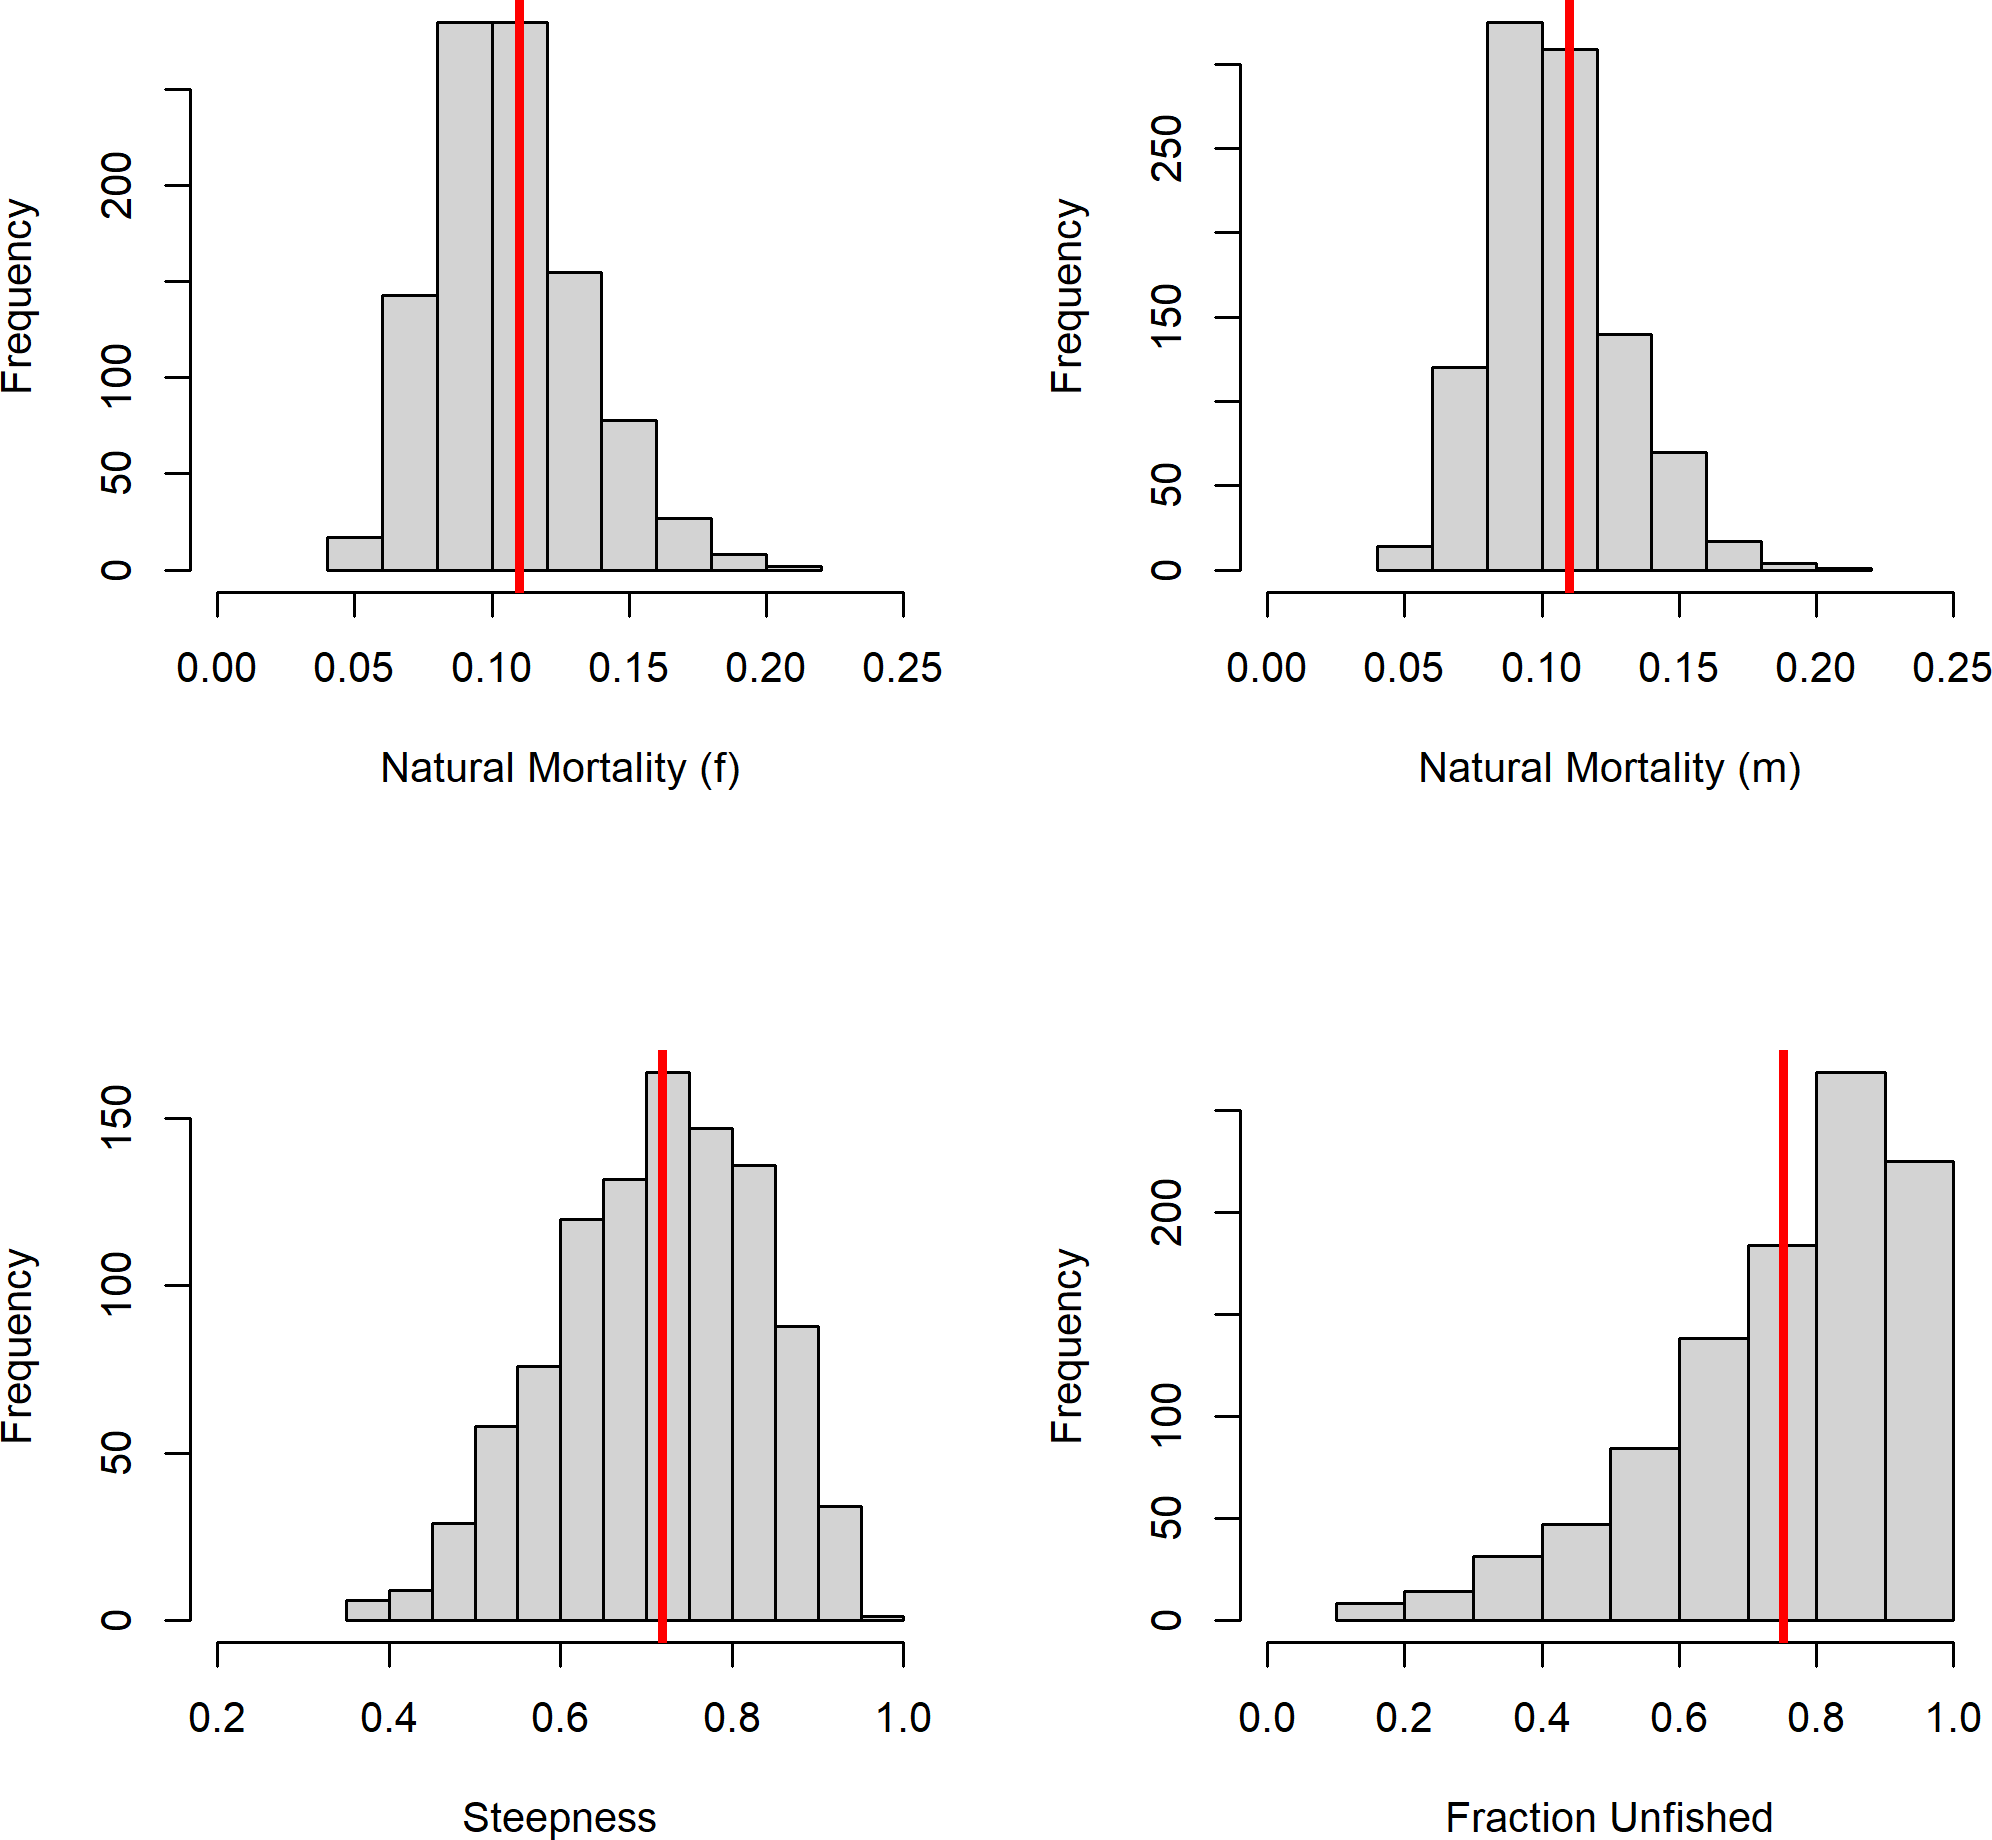 Frequency
0 50 100 200
0.00 0.05 0.10 0.15 0.20 0.25
Natural Mortality (f)
Frequency
0 50 150 250
0.00 0.05 0.10 0.15 0.20 0.25
Natural Mortality (m)
Frequency
0 50 100 150
0.2 0.4 0.6 0.8 1.0
Steepness
Frequency
0 50 100 200
0.0 0.2 0.4 0.6 0.8 1.0
Fraction Unfished